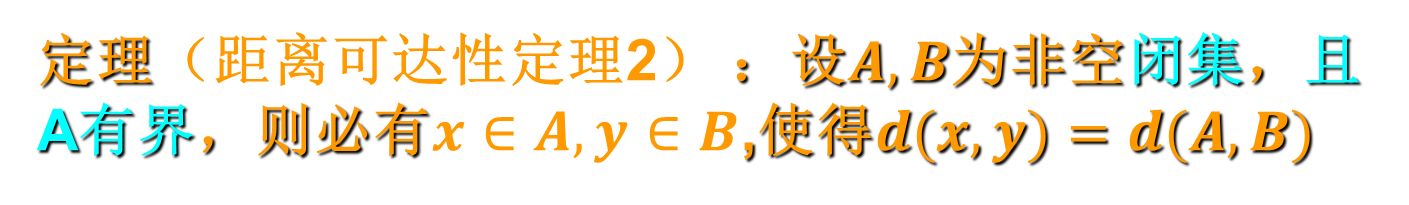 定理（距离可达性定理2）：设A, B为非空闭集，且
A有界，则必有x ∈ A, y ∈ B,使得d(x, y) = d(A, B)